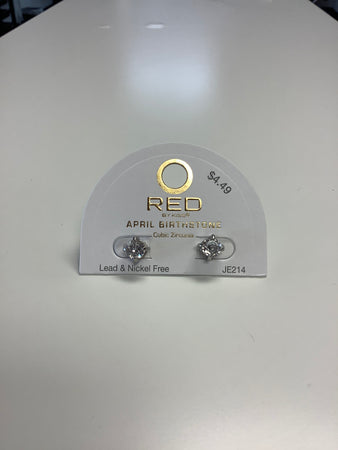 $4.49
RED
BY KISS®
APRIL BIRTHSTONE
Cubic Zirconia
Lead & Nickel Free
JE214